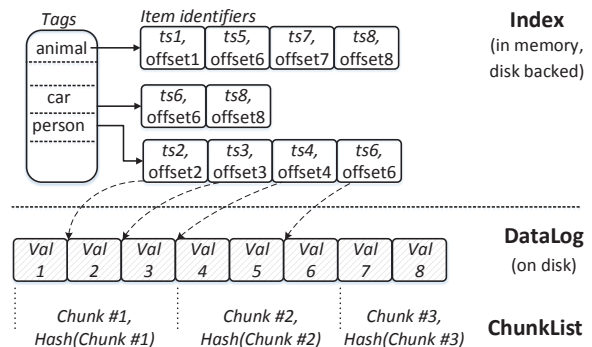 Tags
Item identifiers
Index
(in memory,
disk backed)
animal
ts1,
offset1
ts5,
offset6
ts7,
offset7
ts8,
offset8
car
ts6,
offset6
ts8,
offset8
person
ts2,
offset2
ts3,
offset3
ts4,
offset4
ts6,
offset6
DataLog
(on disk)
Val
1
Val
2
Val
3
Val
4
Val
5
Val
6
Val
7
Val
8
Chunk #1,
Hash(Chunk #1)
Chunk #2,
Hash(Chunk #2)
Chunk #3,
Hash(Chunk #3)
ChunkList